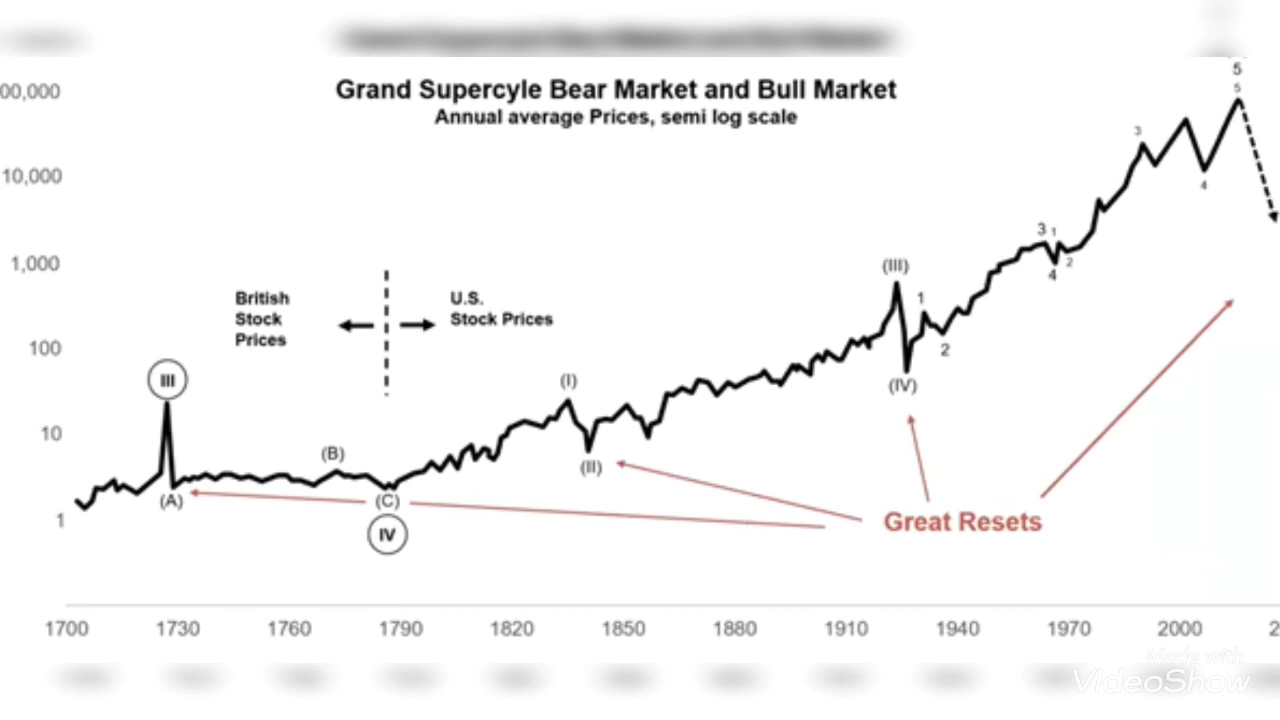 Grand Supercyle Bear Market and Bull Market
Annual average Prices, semi log scale
00,000
10,000
1,000
100
10
1
British
Stock
Prices
U.S.
Stock Prices
III
(A)
(B)
(C)
IV
(I)
(II)
(III)
(IV)
1
2
3
1
4
2
3
4
5
5
Great Resets
1700 1730 1760 1790 1820 1850 1880 1910 1940 1970 2000 2
Made with
VideoShow